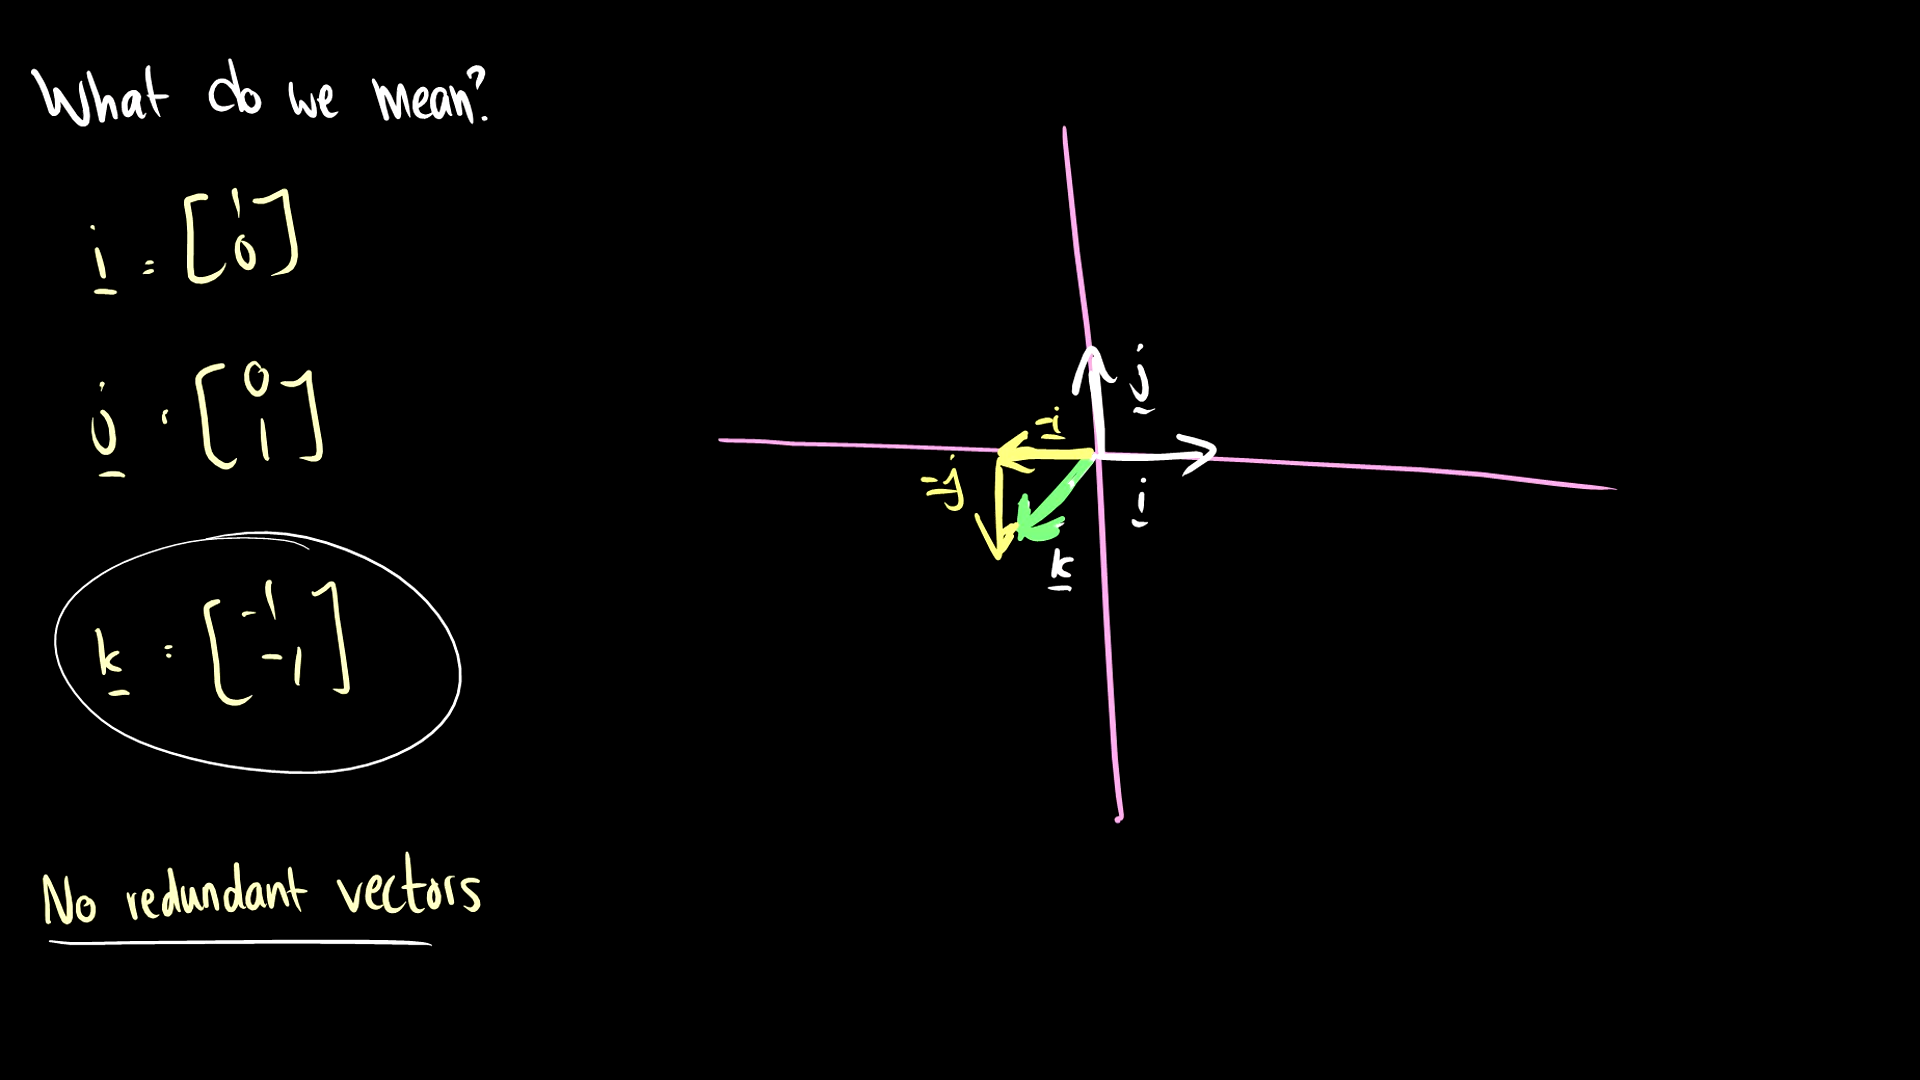 What do we mean?
i = [1 0]
j = [0 1]
k = [-1 -1]
No redundant vectors
j
-i
-j
i
k